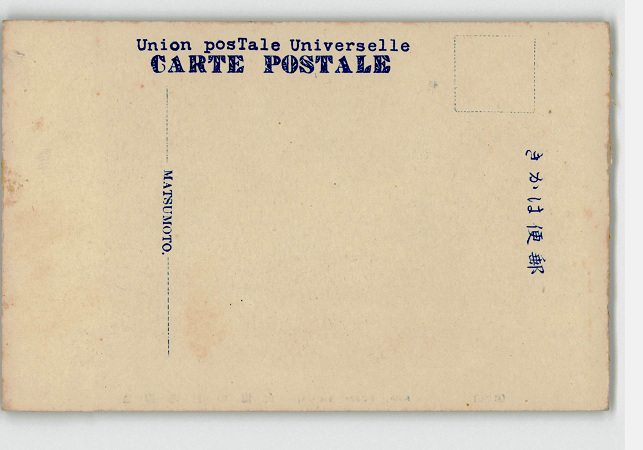 Union posTale Universelle
CARTE POSTALE
MATSUMOTO.
郵便はかき